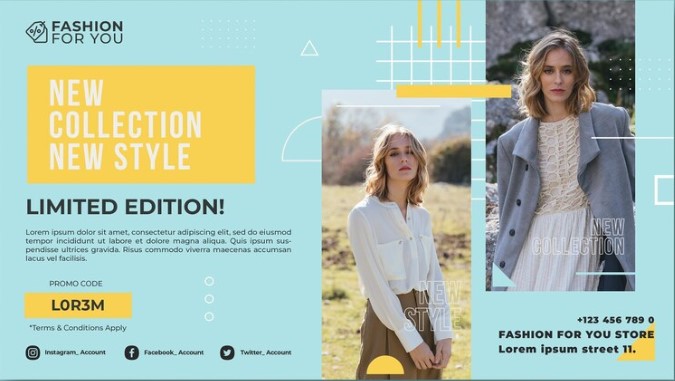 FASHION
FOR YOU
NEW
COLLECTION
NEW STYLE
LIMITED EDITION!
Lorem ipsum dolor sit amet, consectetur adipiscing elit, sed do eiusmod
tempor incididunt ut labore et dolore magna aliqua. Quis ipsum sus-
pendisse ultrices gravida. Risus commodo viverra maecenas accumsan
lacus vel facilisis.
PROMO CODE
L0R3M
*Terms & Conditions Apply
Instagram_Account
Facebook_Account
Twitter_Account
NEW
STYLE
NEW
COLLECTION
+123 456 789 0
FASHION FOR YOU STORE
Lorem ipsum street 11.